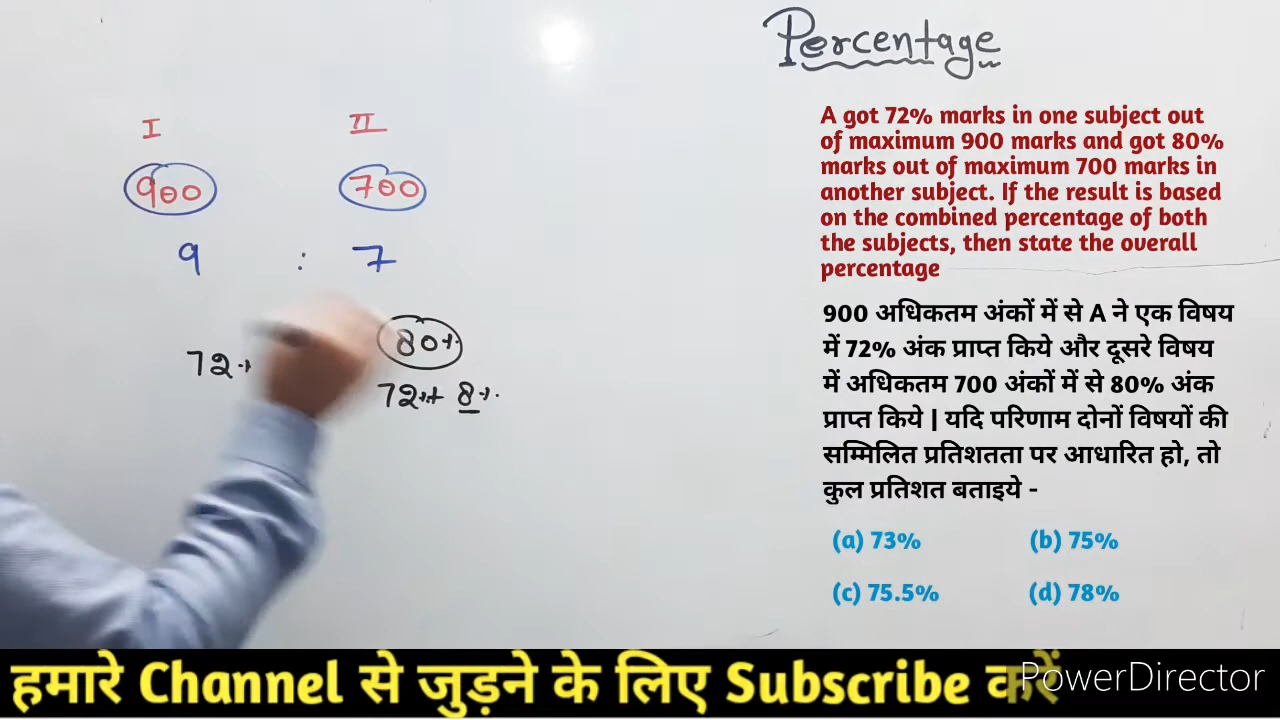 Percentage
I II
900 700
9 : 7
80%
72%
72% + 8%
A got 72% marks in one subject out
of maximum 900 marks and got 80%
marks out of maximum 700 marks in
another subject. If the result is based
on the combined percentage of both
the subjects, then state the overall
percentage
900 अधिकतम अंकों में से A ने एक विषय
में 72% अंक प्राप्त किये और दूसरे विषय
में अधिकतम 700 अंकों में से 80% अंक
प्राप्त किये | यदि परिणाम दोनों विषयों की
सम्मिलित प्रतिशतता पर आधारित हो, तो
कुल प्रतिशत बताइये -
(a) 73% (b) 75%
(c) 75.5% (d) 78%
हमारे Channel से जुड़ने के लिए Subscribe करें
PowerDirector